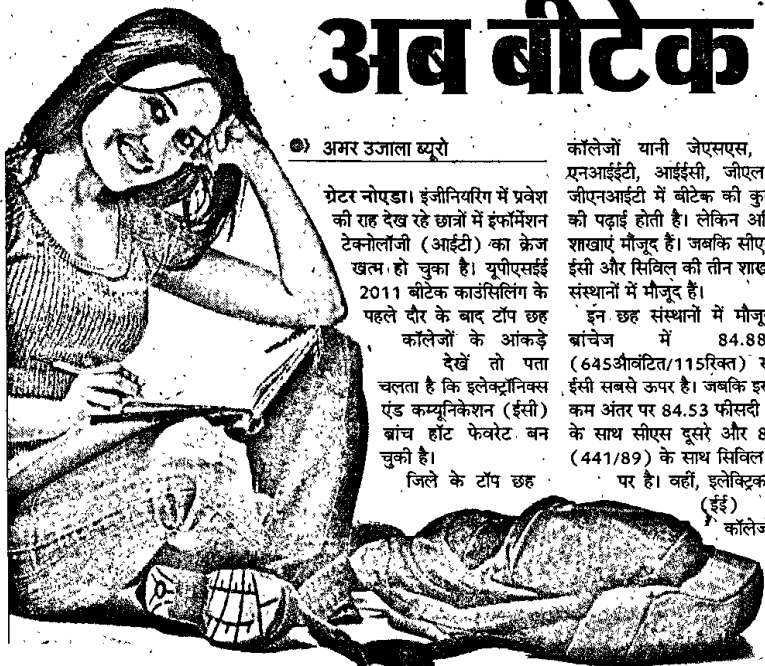 अब बीटेक
अमर उजाला ब्यूरो
ग्रेटर नोएडा। इंजीनियरिंग में प्रवेश
की राह देख रहे छात्रों में इंफॉर्मेशन
टेक्नोलॉजी (आईटी) का क्रेज
खत्म हो चुका है। यूपीएसईई
2011 बीटेक काउंसिलिंग के
पहले दौर के बाद टॉप छह
कॉलेजों के आंकड़े
देखें तो पता
चलता है कि इलेक्ट्रॉनिक्स
एंड कम्यूनिकेशन (ईसी)
ब्रांच हॉट फेवरेट बन
चुकी है।
जिले के टॉप छह
कॉलेजों यानी जेएसएस,
एनआईईटी, आईईसी, जीएल
जीएनआईटी में बीटेक की
की पढ़ाई होती है। लेकिन
शाखाएं मौजूद हैं। जबकि
ईसी और सिविल की तीन
संस्थानों में मौजूद हैं।
इन छह संस्थानों में
ब्रांचेज में 84.88
(645आवंटित/115रिक्त)
ईसी सबसे ऊपर है। जबकि
कम अंतर पर 84.53 फीसदी
के साथ सीएस दूसरे और
(441/89) के साथ सिविल
पर है। वहीं,
(ईई)